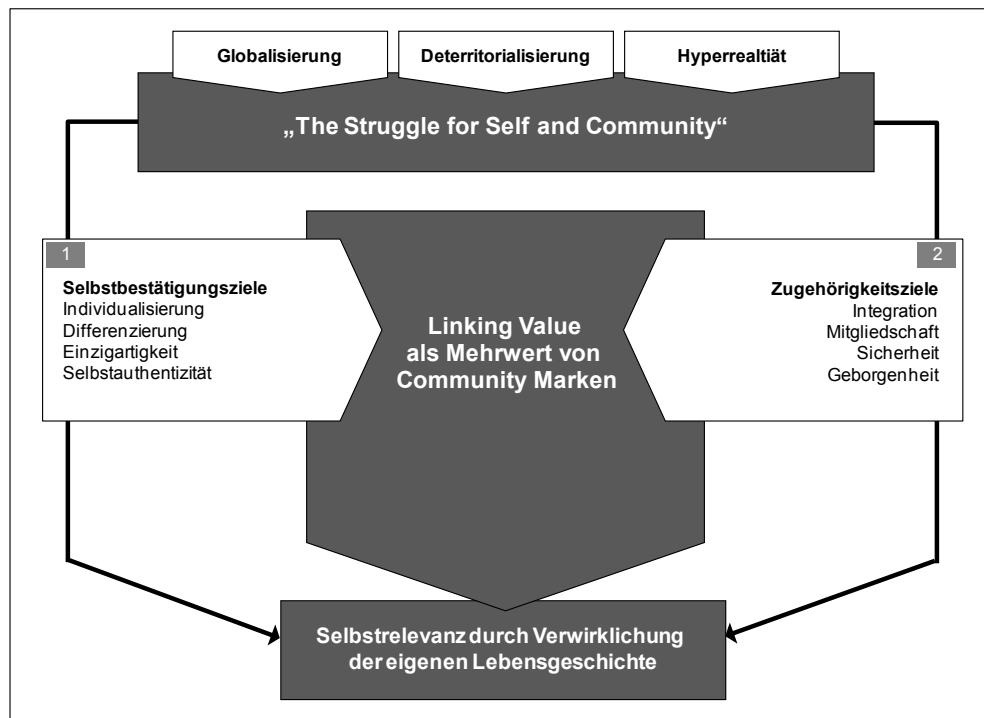 Globalisierung
Deterritorialisierung
Hyperrealtiät
„The Struggle for Self and Community“
1
Selbstbestätigungsziele
Individualisierung
Differenzierung
Einzigartigkeit
Selbstauthentizität
Linking Value
als Mehrwert von
Community Marken
2
Zugehörigkeitsziele
Integration
Mitgliedschaft
Sicherheit
Geborgenheit
Selbstrelevanz durch Verwirklichung
der eigenen Lebensgeschichte